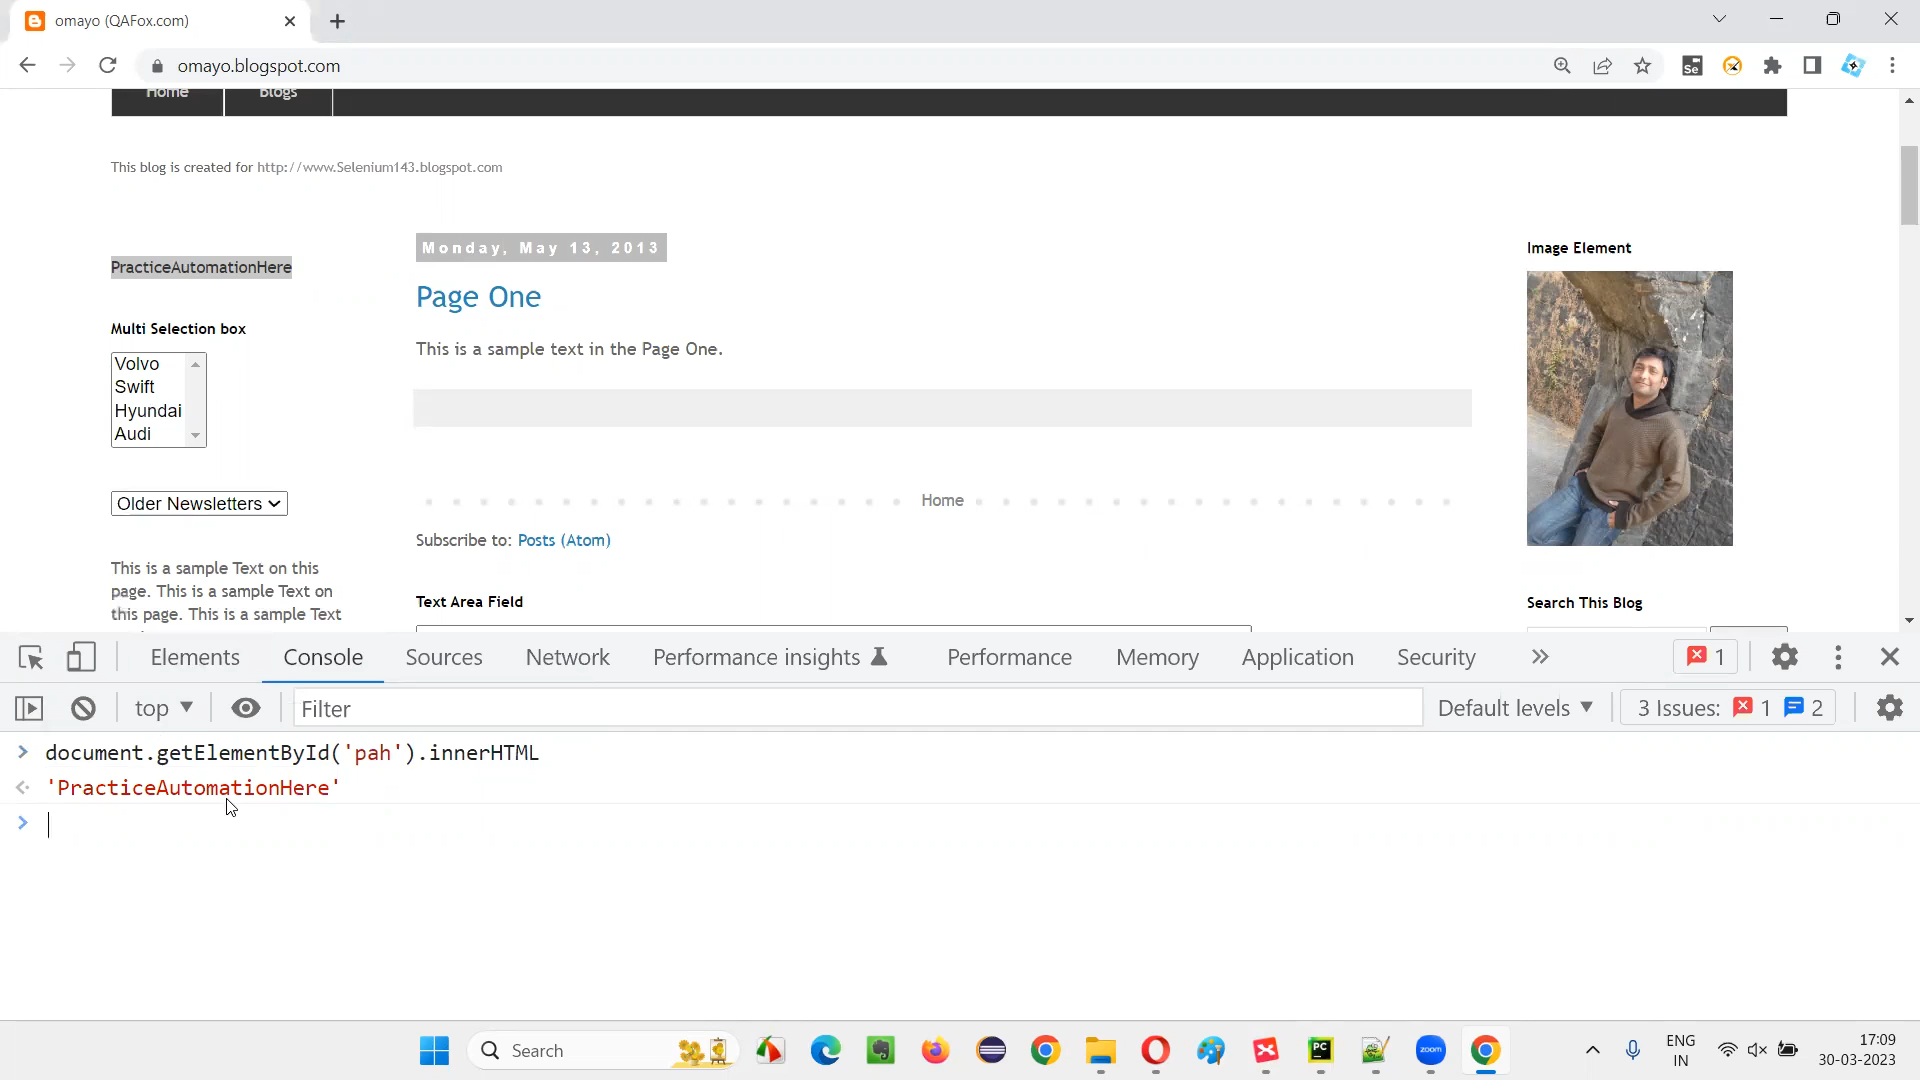 omayo (QAFox.com)
omayo.blogspot.com
Home Blogs
This blog is created for http://www.Selenium143.blogspot.com
PracticeAutomationHere
Multi Selection box
Volvo
Swift
Hyundai
Audi
Older Newsletters
This is a sample Text on this
page. This is a sample Text on
this page. This is a sample Text
Monday, May 13, 2013
Page One
This is a sample text in the Page One.
Home
Subscribe to: Posts (Atom)
Text Area Field
Image Element
Search This Blog
Elements Console Sources Network Performance insights Performance Memory Application Security 1
top Filter Default levels 3 Issues: 1 2
document.getElementById('pah').innerHTML
'PracticeAutomationHere'
Search
Se
PC
zoom
ENG
IN
17:09
30-03-2023